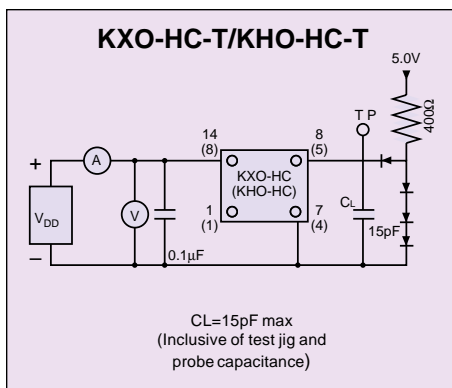 KXO-HC-T/KHO-HC-T
5.0V
T P
400Ω
14
(8)
8
(5)
+
A
KXO-HC
(KHO-HC)
VDD
V
CL
1
(1)
7
(4)
15pF
–
0.1μF
CL=15pF max
(Inclusive of test jig and
probe capacitance)